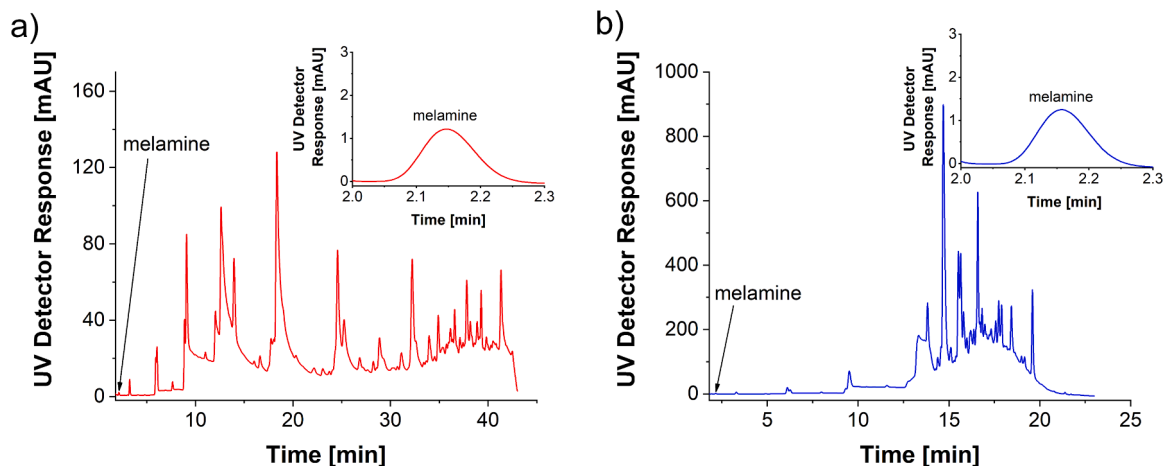 a)
UV Detector Response [mAU]
160
120
80
40
0
10
20
30
40
Time [min]
melamine
UV Detector
Response [mAU]
3
2
1
0
melamine
2.0
2.1
2.2
2.3
Time [min]
b)
UV Detector Response [mAU]
1000
800
600
400
200
0
5
10
15
20
25
Time [min]
melamine
UV Detector
Response [mAU]
3
2
1
0
melamine
2.0
2.1
2.2
2.3
Time [min]